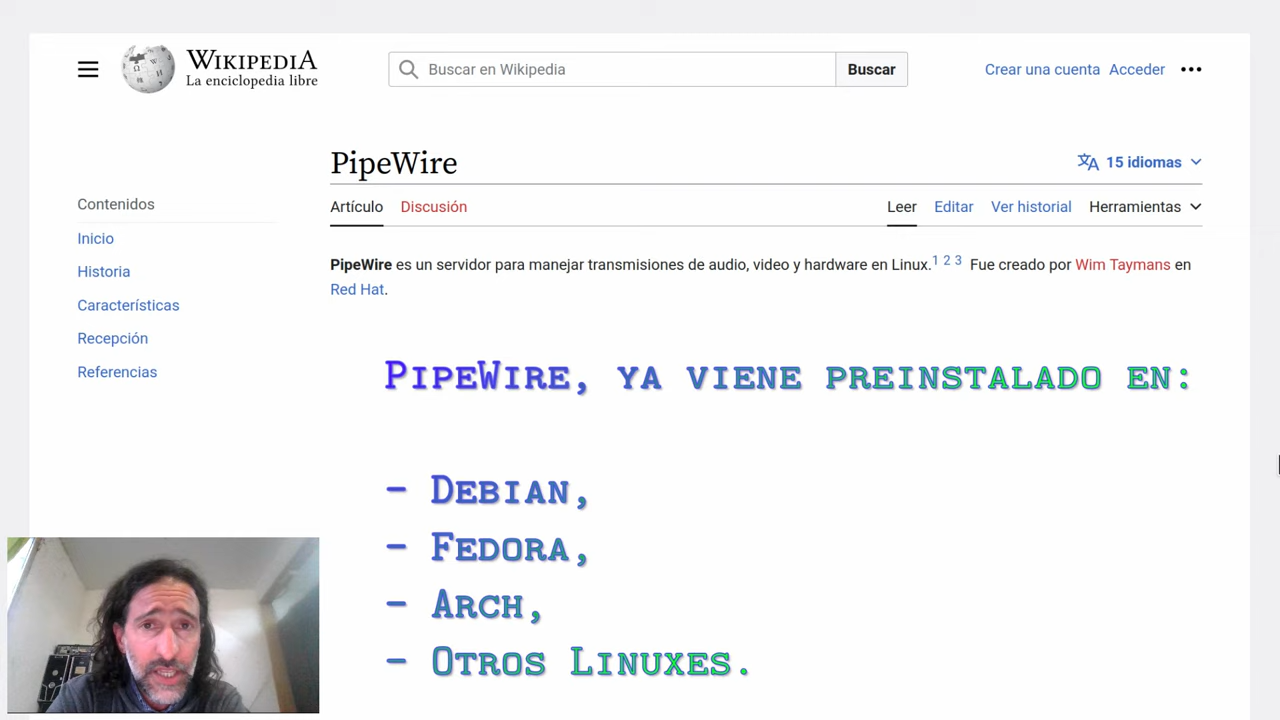 WIKIPEDIA
La enciclopedia libre
Buscar en Wikipedia
Buscar
Crear una cuenta Acceder
PipeWire
15 idiomas
Contenidos
Inicio
Historia
Características
Recepción
Referencias
Artículo Discusión
Leer Editar Ver historial Herramientas
PipeWire es un servidor para manejar transmisiones de audio, video y hardware en Linux.1 2 3 Fue creado por Wim Taymans en
Red Hat.
PipeWire, ya viene preinstalado en:
- Debian,
- Fedora,
- Arch,
- Otros Linuxes.